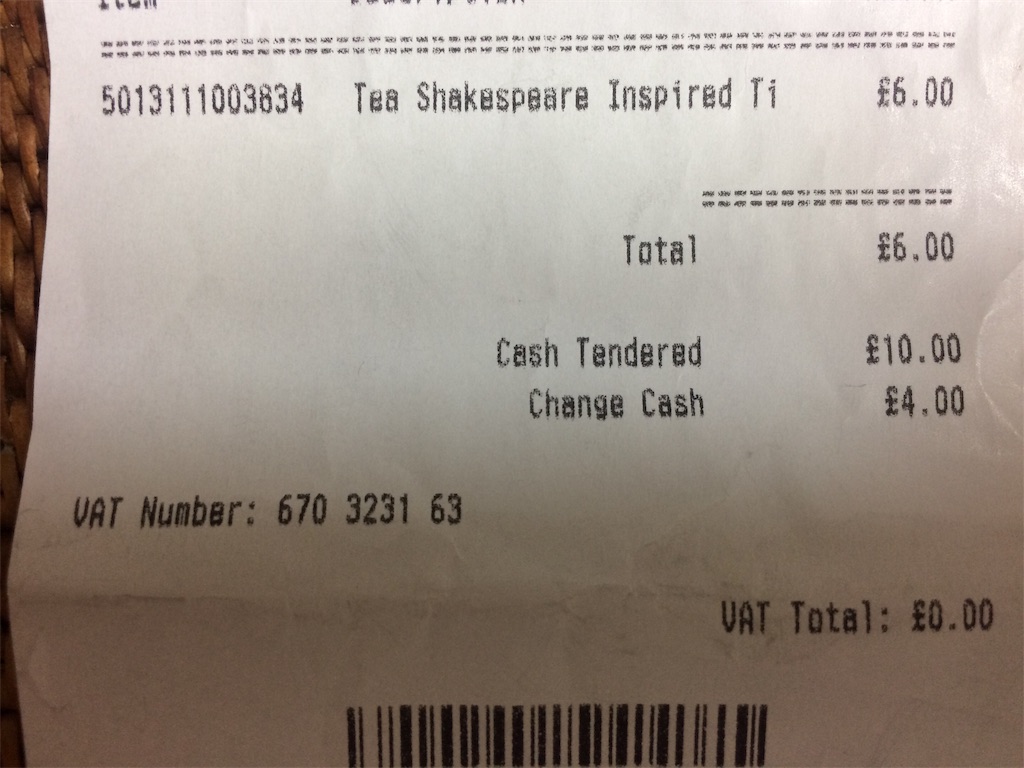 Item
5013111003834 Tea Shakespeare Inspired Ti £6.00
Total £6.00
Cash Tendered £10.00
Change Cash £4.00
VAT Number: 670 3231 63
VAT Total: £0.00